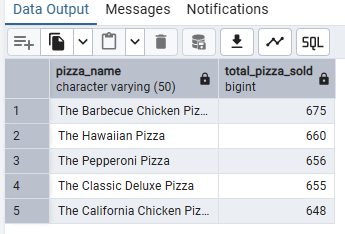 Data Output Messages Notifications
SQL
pizza_name total_pizza_sold
character varying (50) bigint
1 The Barbecue Chicken Piz... 675
2 The Hawaiian Pizza 660
3 The Pepperoni Pizza 656
4 The Classic Deluxe Pizza 655
5 The California Chicken Piz... 648